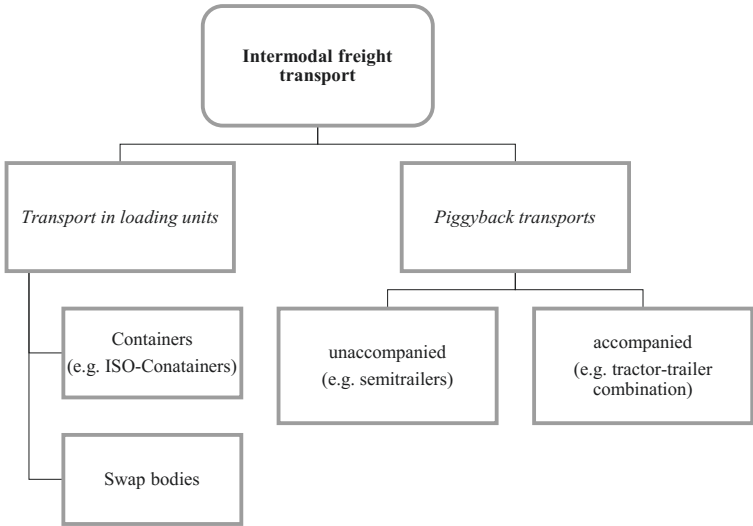 Intermodal freight
transport
Transport in loading units
Piggyback transports
Containers
(e.g. ISO-Conatainers)
Swap bodies
unaccompanied
(e.g. semitrailers)
accompanied
(e.g. tractor-trailer
combination)